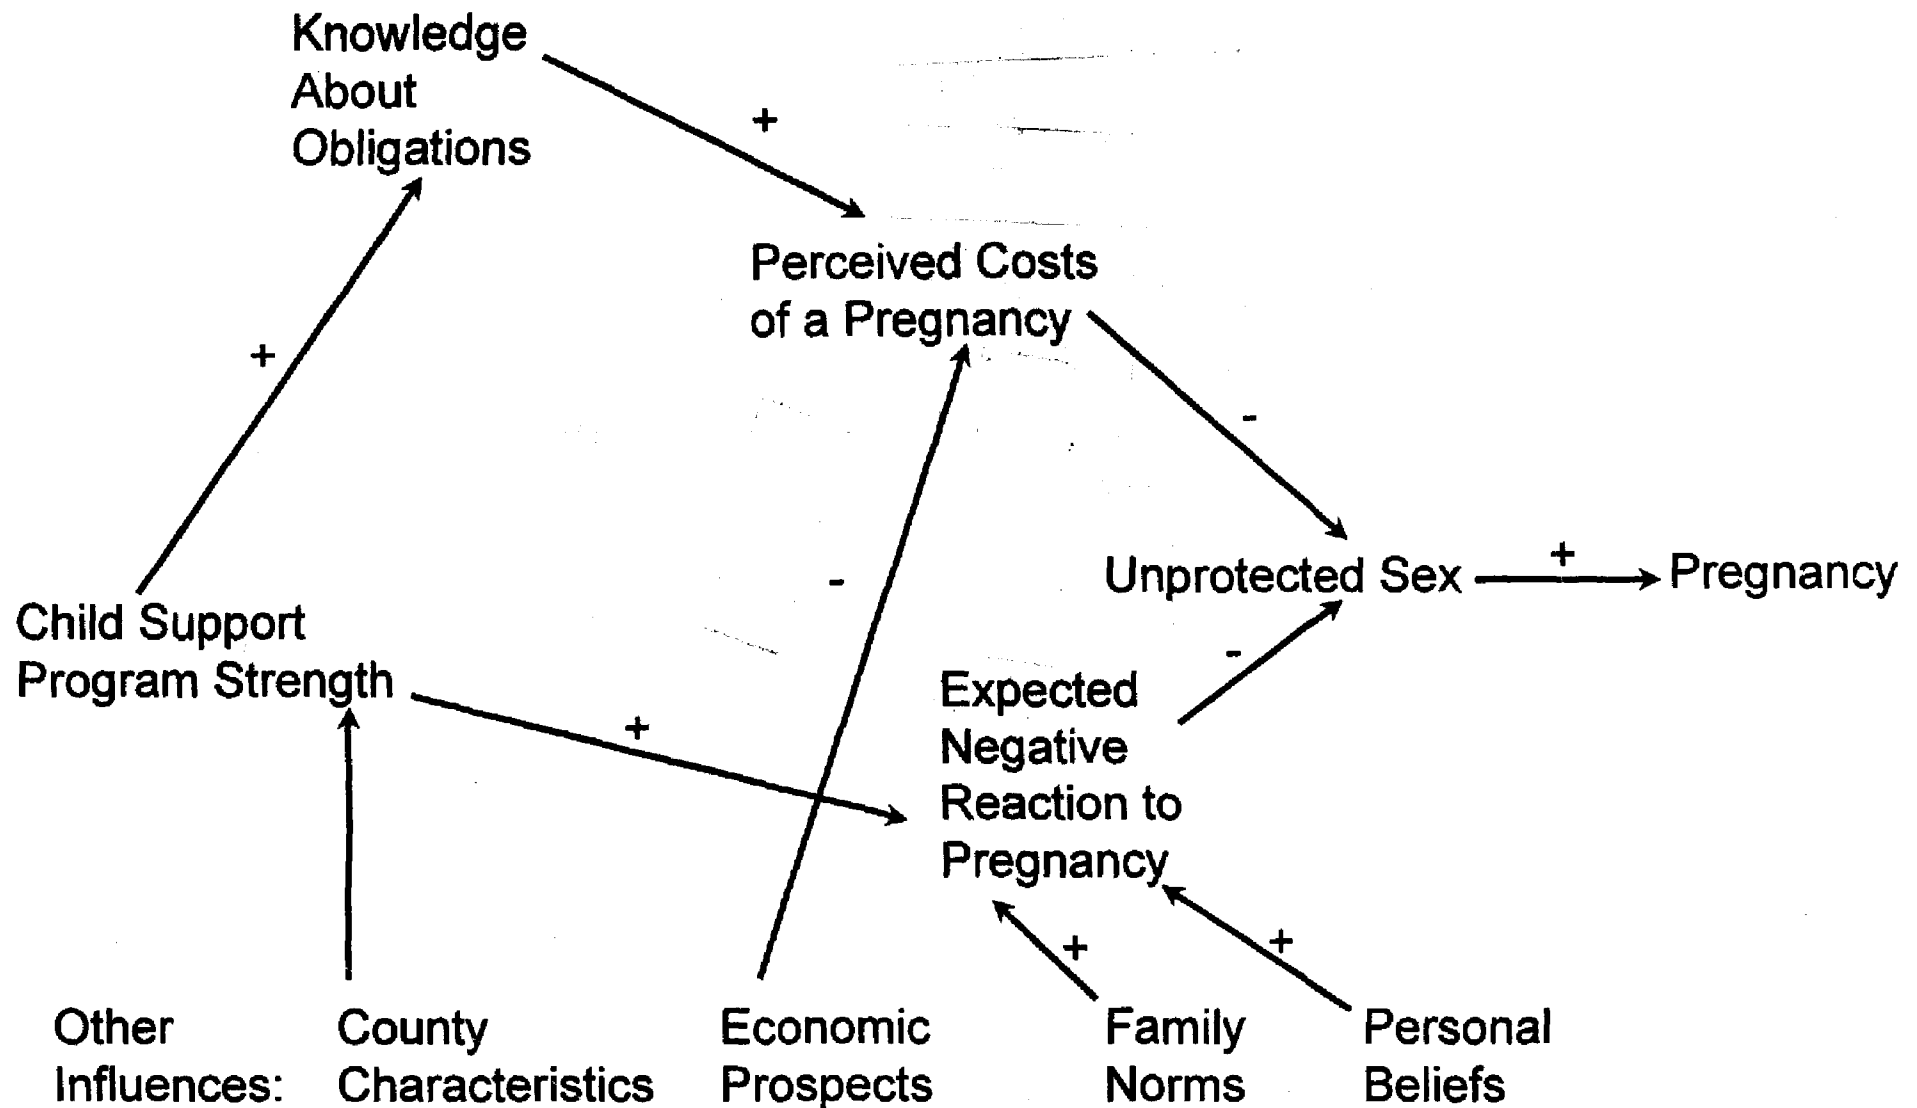 Knowledge
About
Obligations
+
Perceived Costs
of a Pregnancy
+
-
-
Unprotected Sex
+
Pregnancy
Child Support
Program Strength
+
-
Expected
Negative
Reaction to
Pregnancy
+
+
Other
Influences:
County
Characteristics
Economic
Prospects
Family
Norms
Personal
Beliefs